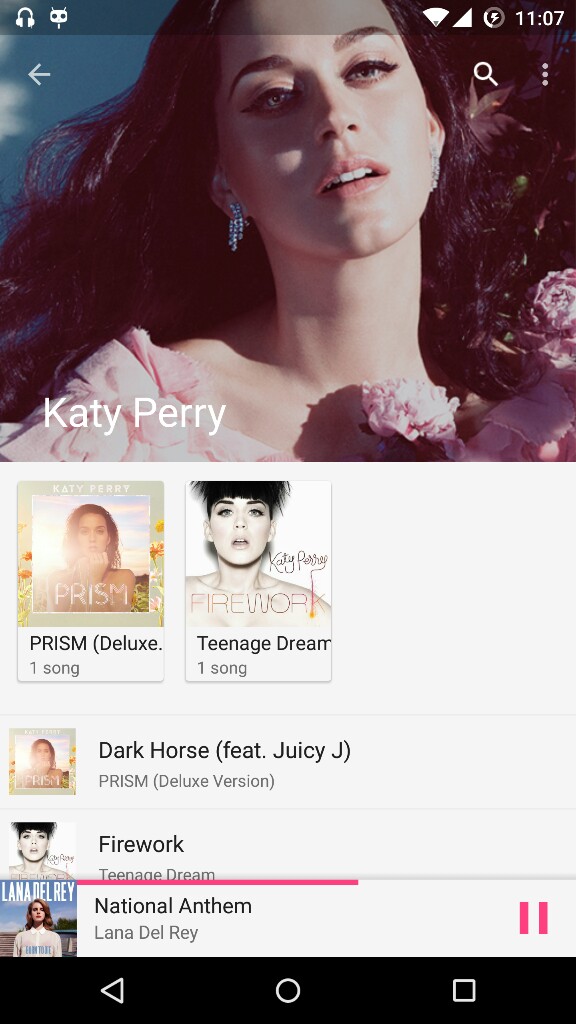 11:07
Katy Perry
KATY PERRY
PRISM
Katy Perry
FIREWORK
PRISM (Deluxe.
1 song
Teenage Dream
1 song
KATY PERRY
PRISM
Dark Horse (feat. Juicy J)
PRISM (Deluxe Version)
Katy Perry
Firework
Teenage Dream
LANA DEL REY
National Anthem
Lana Del Rey